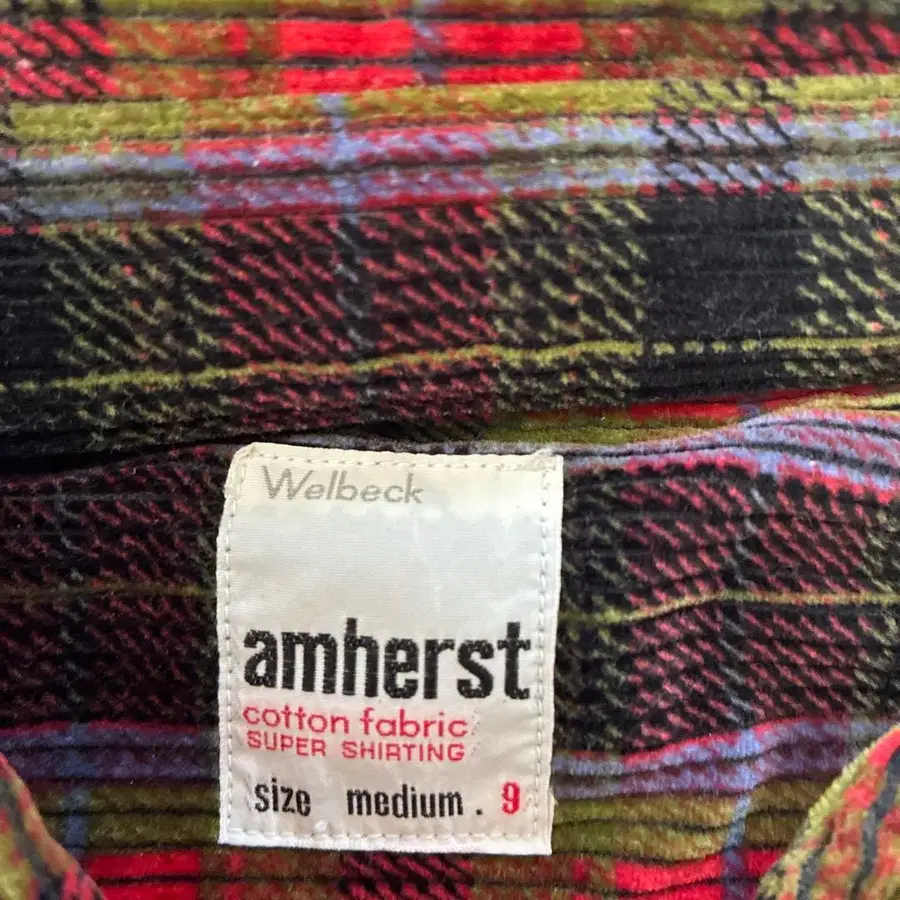 Welbeck
amherst
cotton fabric
SUPER SHIRTING
size medium . 9